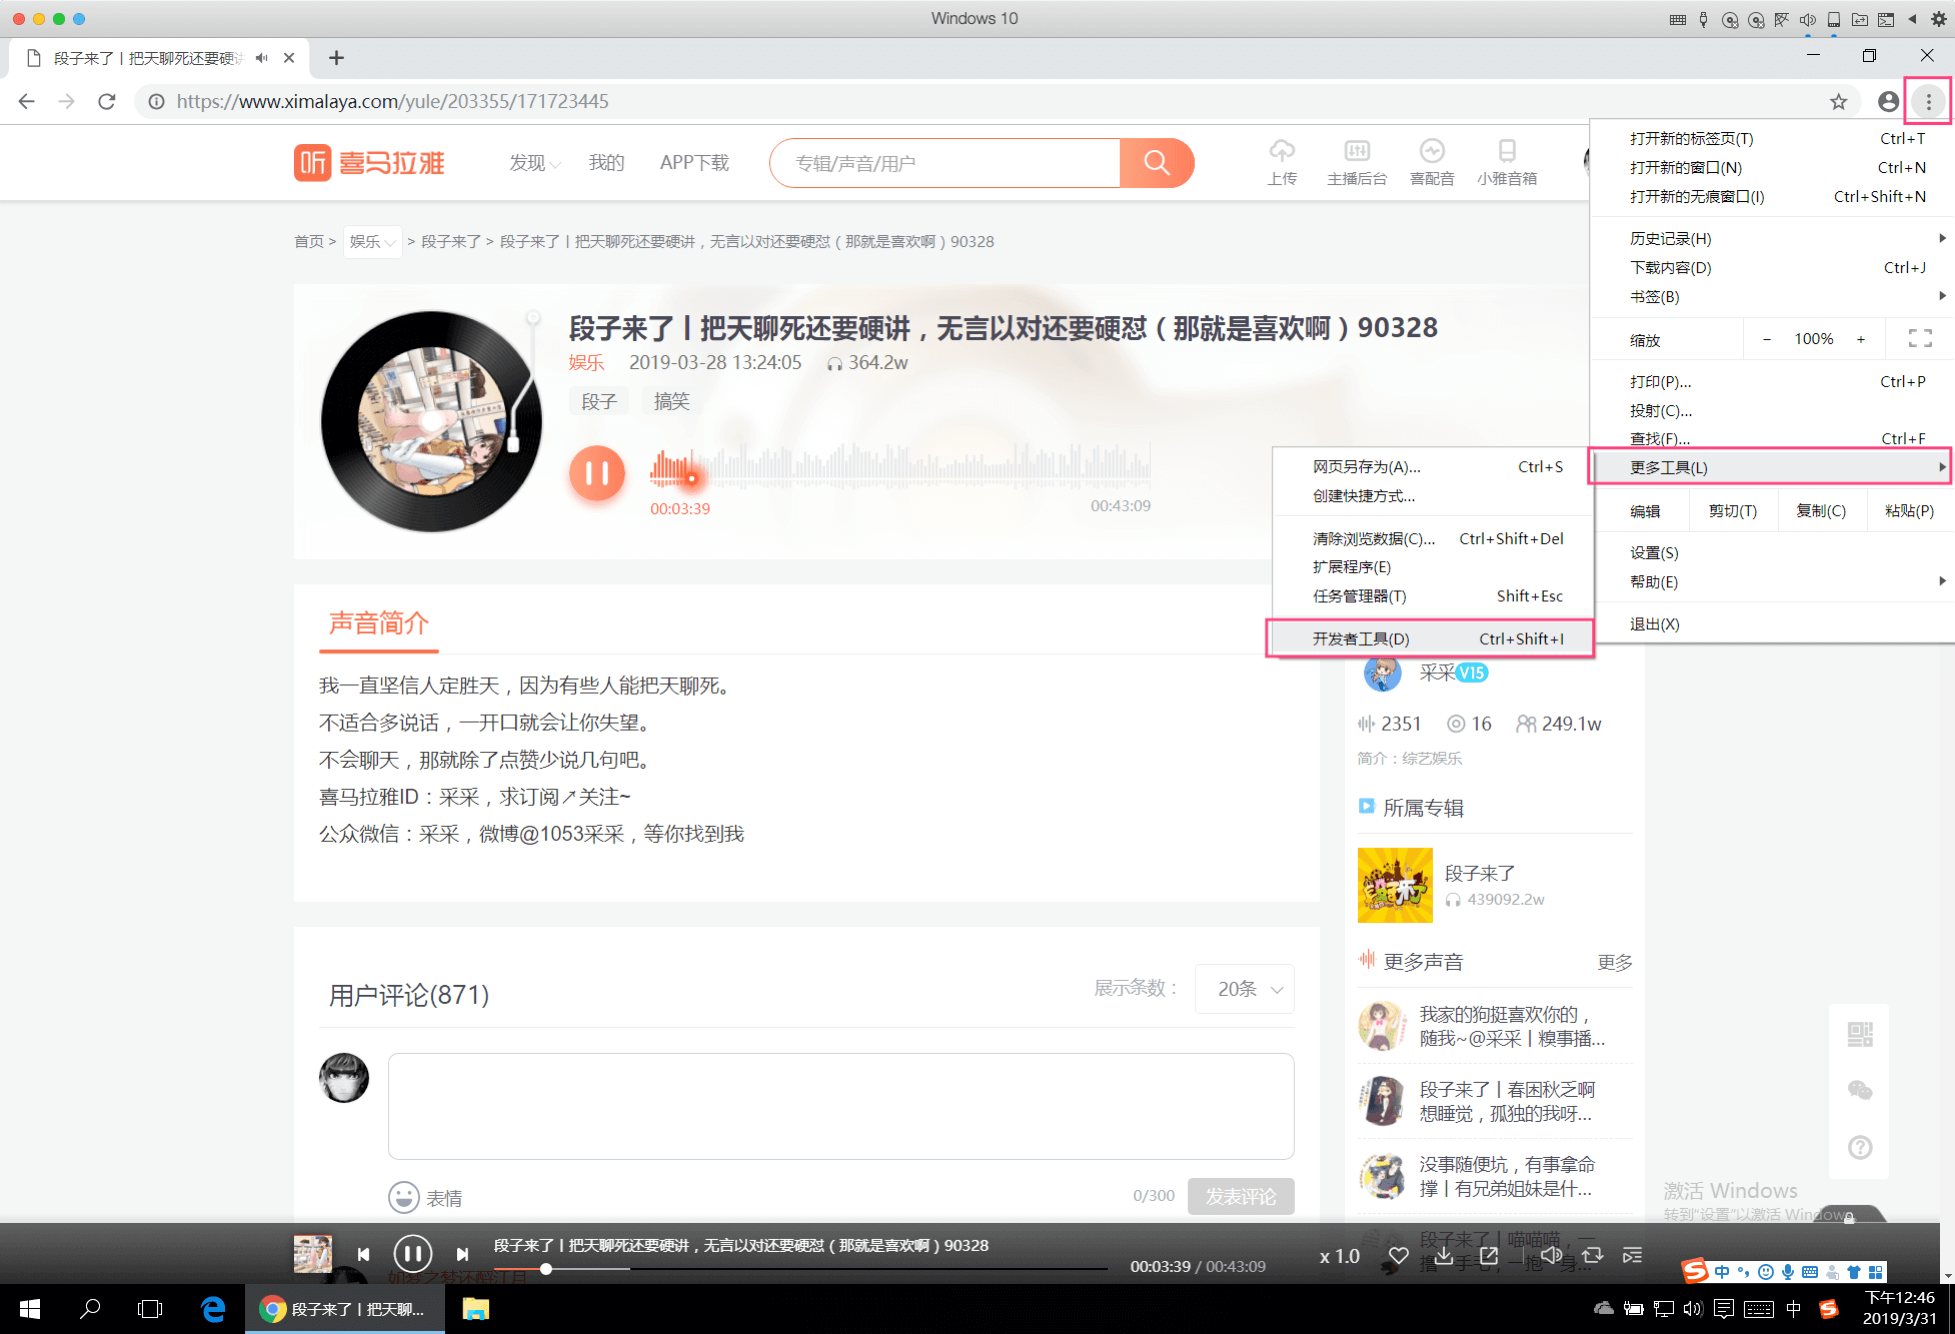 Windows 10
段子来了丨把天聊死还要硬讲
https://www.ximalaya.com/yule/203355/171723445
听 喜马拉雅
发现 我的 APP下载
专辑/声音/用户
上传 主播后台 喜配音 小雅音箱
首页 > 娱乐 > 段子来了 > 段子来了丨把天聊死还要硬讲，无言以对还要硬怼（那就是喜欢啊）90328
段子来了丨把天聊死还要硬讲，无言以对还要硬怼（那就是喜欢啊）90328
娱乐 2019-03-28 13:24:05 364.2w
段子 搞笑
00:03:39
00:43:09
打开新的标签页(T) Ctrl+T
打开新的窗口(N) Ctrl+N
打开新的无痕窗口(I) Ctrl+Shift+N
历史记录(H)
下载内容(D) Ctrl+J
书签(B)
缩放 − 100% +
打印(P)... Ctrl+P
投射(C)...
查找(F)... Ctrl+F
更多工具(L)
编辑 剪切(T) 复制(C) 粘贴(P)
设置(S)
帮助(E)
退出(X)
网页另存为(A)... Ctrl+S
创建快捷方式...
清除浏览数据(C)... Ctrl+Shift+Del
扩展程序(E)
任务管理器(T) Shift+Esc
开发者工具(D) Ctrl+Shift+I
声音简介
我一直坚信人定胜天，因为有些人能把天聊死。
不适合多说话，一开口就会让你失望。
不会聊天，那就除了点赞少说几句吧。
喜马拉雅ID：采采，求订阅↗关注~
公众微信：采采，微博@1053采采，等你找到我
采采 V15
2351 16 249.1w
简介：综艺娱乐
所属专辑
段子来了
439092.2w
更多声音 更多
我家的狗挺喜欢你的，
随我~@采采丨糗事播...
段子来了丨春困秋乏啊
想睡觉，孤独的我呀...
没事随便坑，有事拿命
撑丨有兄弟姐妹是什...
段子来了丨喵喵喵，一
用户评论(871)
展示条数： 20条
表情
0/300 发表评论
激活 Windows
转到"设置"以激活 Windows
段子来了丨把天聊死还要硬讲，无言以对还要硬怼（那就是喜欢啊）90328
00:03:39 / 00:43:09
x 1.0
如梦之梦还醉江月
中
段子来了丨把天聊...
中
下午12:46
2019/3/31